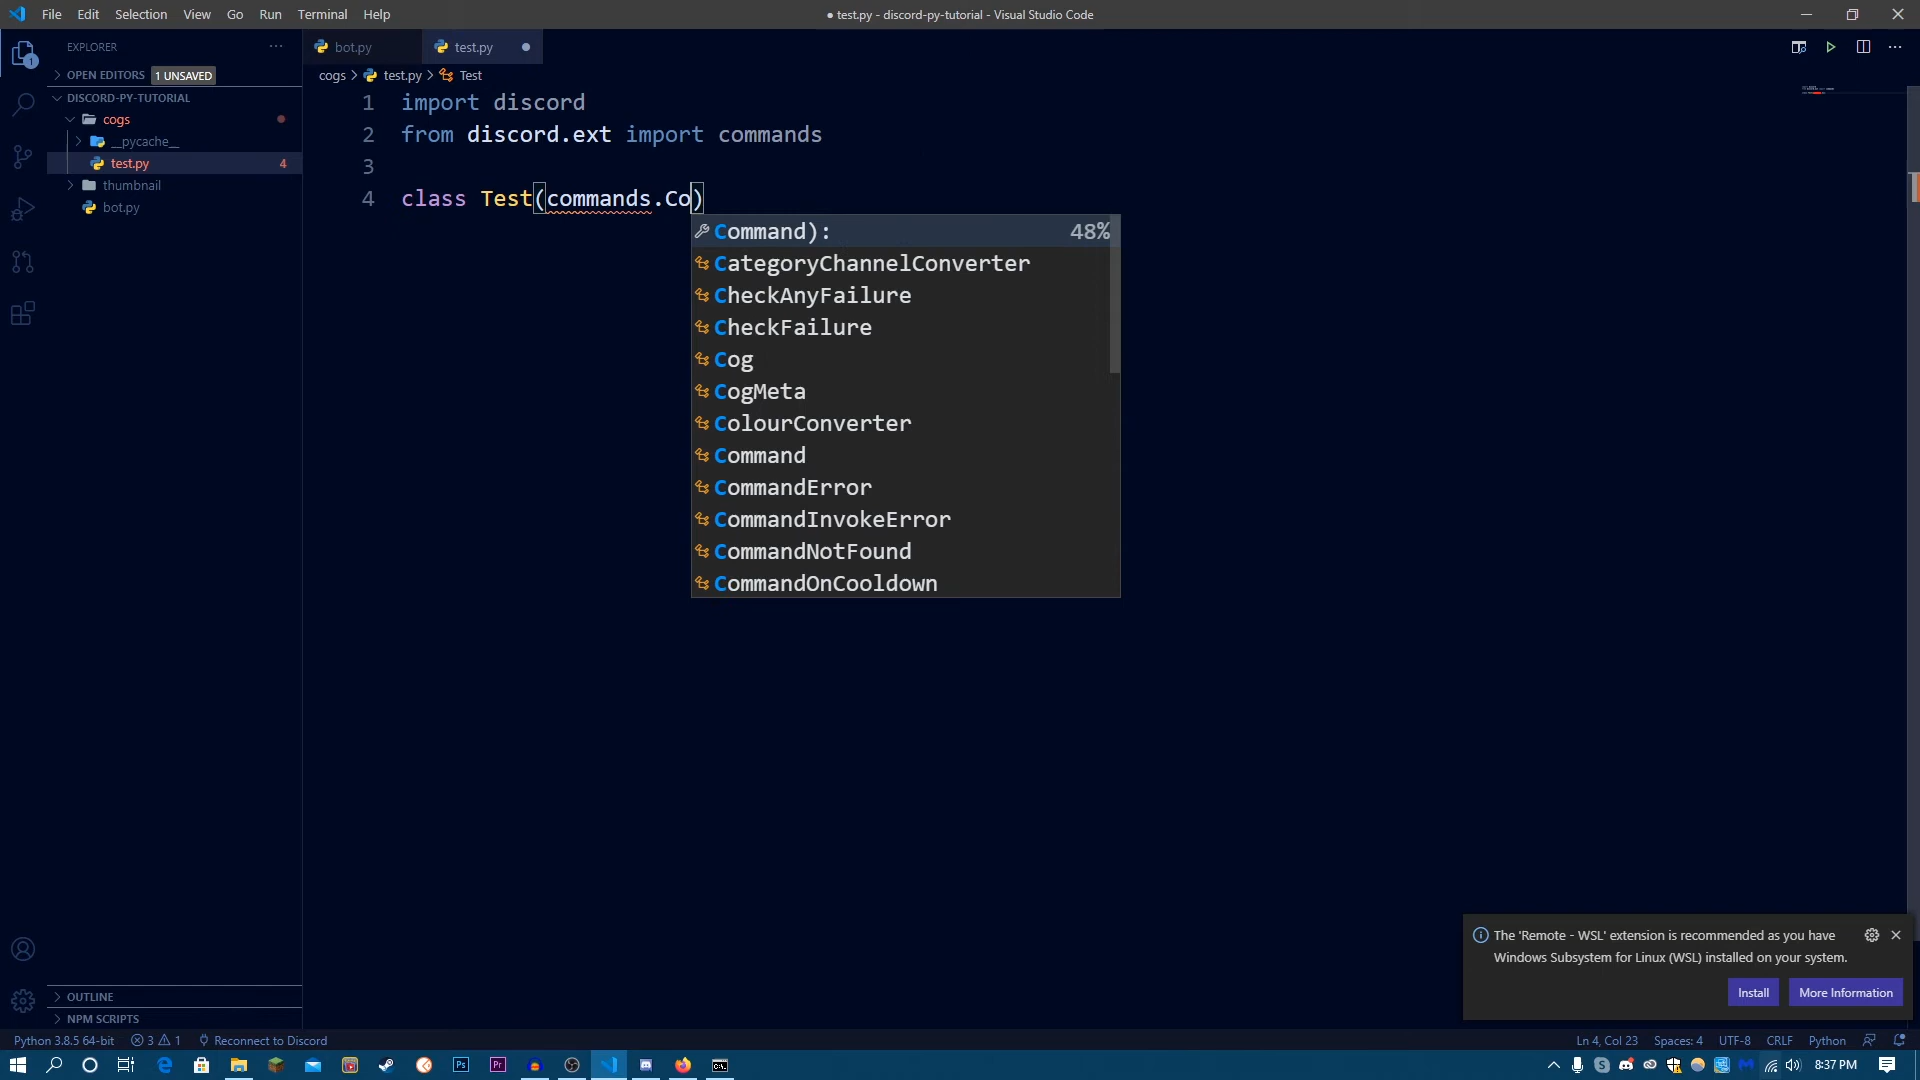 File Edit Selection View Go Run Terminal Help
● test.py - discord-py-tutorial - Visual Studio Code
EXPLORER
OPEN EDITORS 1 UNSAVED
DISCORD-PY-TUTORIAL
cogs
__pycache__
test.py 4
thumbnail
bot.py
OUTLINE
NPM SCRIPTS
bot.py test.py
cogs > test.py > Test
1 import discord
2 from discord.ext import commands
3
4 class Test(commands.Co)
Command): 48%
CategoryChannelConverter
CheckAnyFailure
CheckFailure
Cog
CogMeta
ColourConverter
Command
CommandError
CommandInvokeError
CommandNotFound
CommandOnCooldown
The 'Remote - WSL' extension is recommended as you have
Windows Subsystem for Linux (WSL) installed on your system.
Install More Information
Python 3.8.5 64-bit 3 1 Reconnect to Discord Ln 4, Col 23 Spaces: 4 UTF-8 CRLF Python
8:37 PM